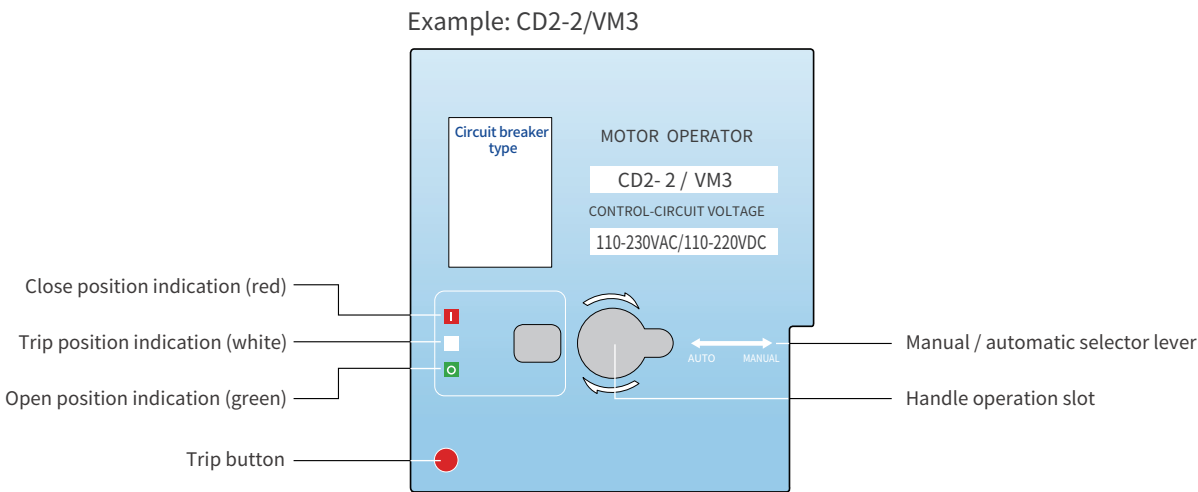 Example: CD2-2/VM3
Circuit breaker
type
MOTOR OPERATOR
CD2- 2 / VM3
CONTROL-CIRCUIT VOLTAGE
110-230VAC/110-220VDC
Close position indication (red)
I
Trip position indication (white)
Open position indication (green)
O
AUTO
MANUAL
Manual / automatic selector lever
Handle operation slot
Trip button